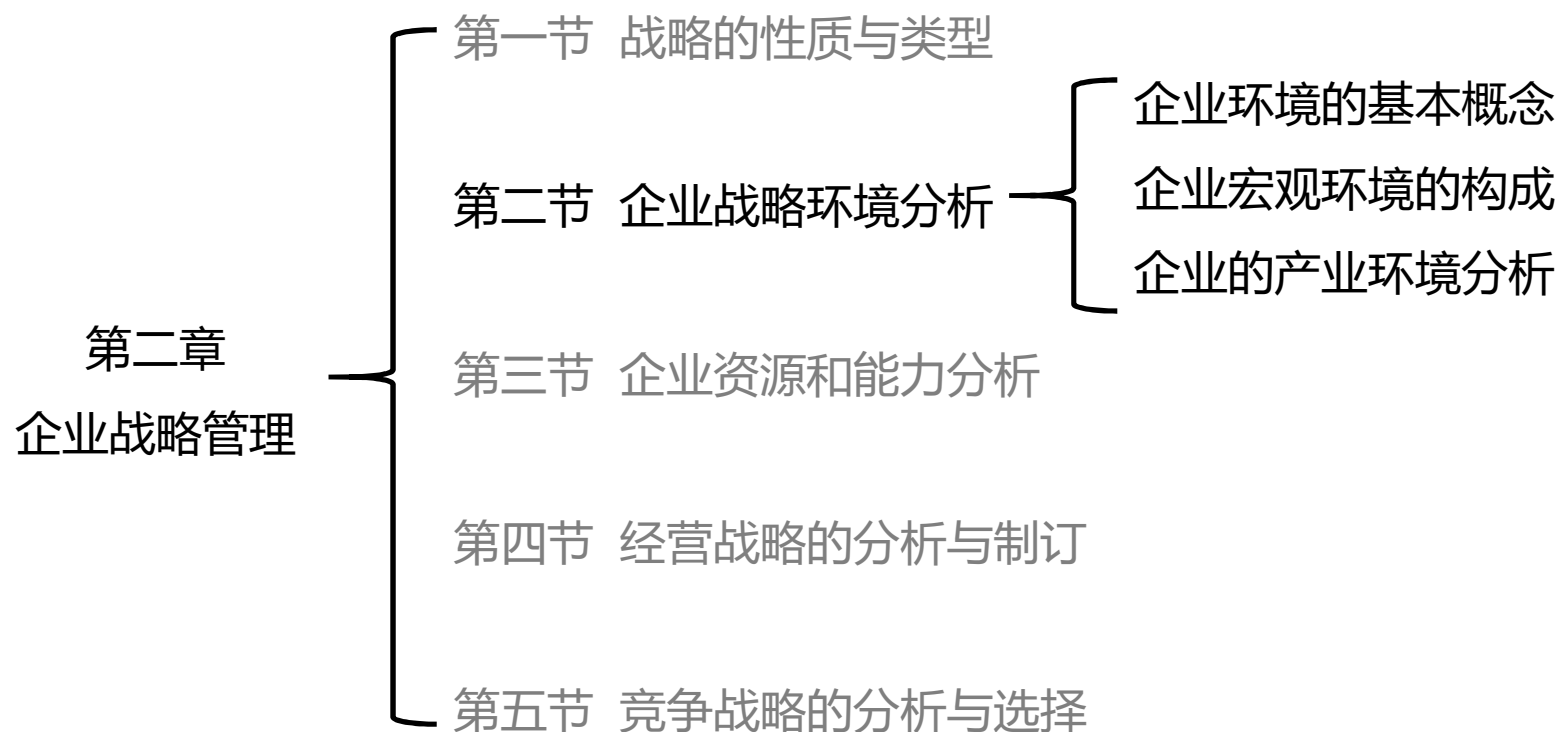 第一节 战略的性质与类型
企业环境的基本概念
第二节 企业战略环境分析
企业宏观环境的构成
企业的产业环境分析
第二章
企业战略管理
第三节 企业资源和能力分析
第四节 经营战略的分析与制订
第五节 竞争战略的分析与选择